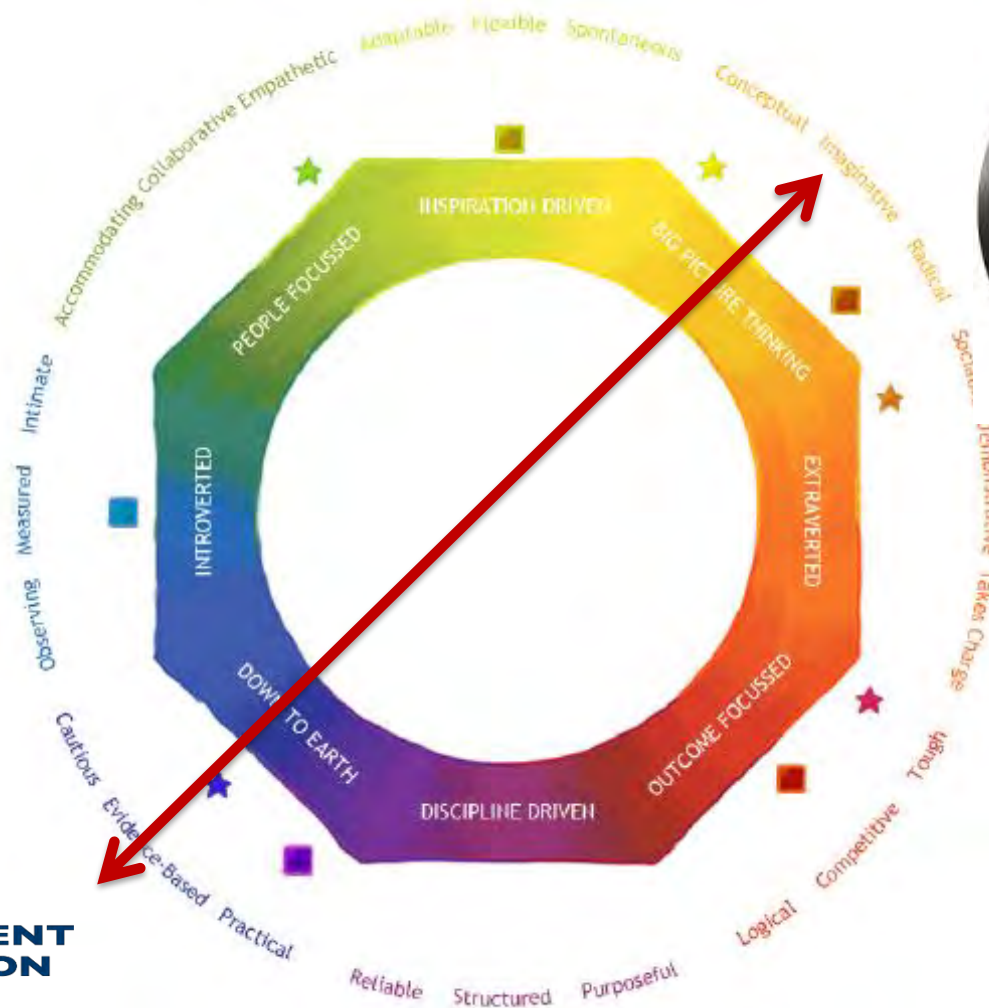 Adaptable Flexible Spontaneous
Conceptual Imaginative Radical
Accommodating Collaborative Empathetic
INSPIRATION DRIVEN
PEOPLE FOCUSSED
BIG PICTURE THINKING
Intimate
Measured
Observing
INTROVERTED
EXTRAVERTED
Takes Charge
DOWN TO EARTH
OUTCOME FOCUSSED
DISCIPLINE DRIVEN
Cautious Evidence-Based Practical
Tough
Competitive
Logical
Reliable Structured Purposeful
ENT
ON